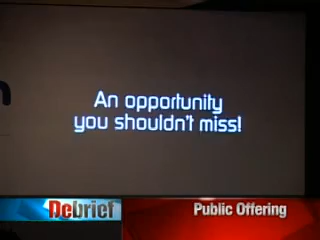 An opportunity
you shouldn't miss!
Debrief
Public Offering